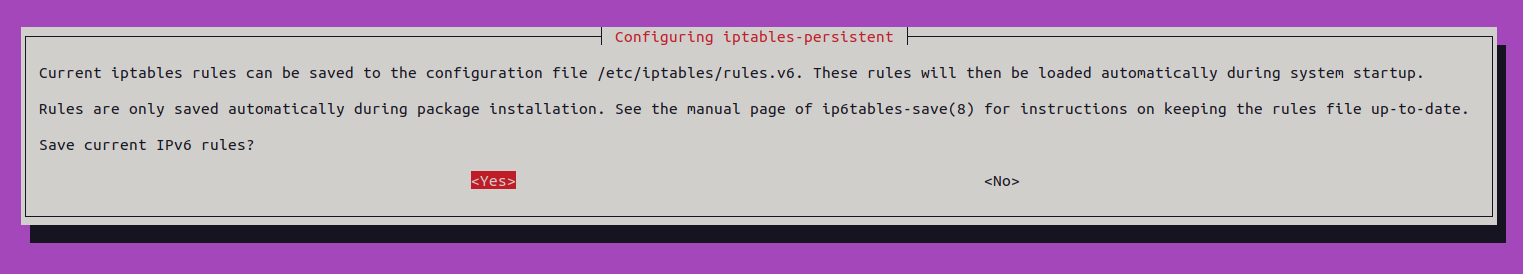 Configuring iptables-persistent
Current iptables rules can be saved to the configuration file /etc/iptables/rules.v6. These rules will then be loaded automatically during system startup.
Rules are only saved automatically during package installation. See the manual page of ip6tables-save(8) for instructions on keeping the rules file up-to-date.
Save current IPv6 rules?
<Yes> <No>